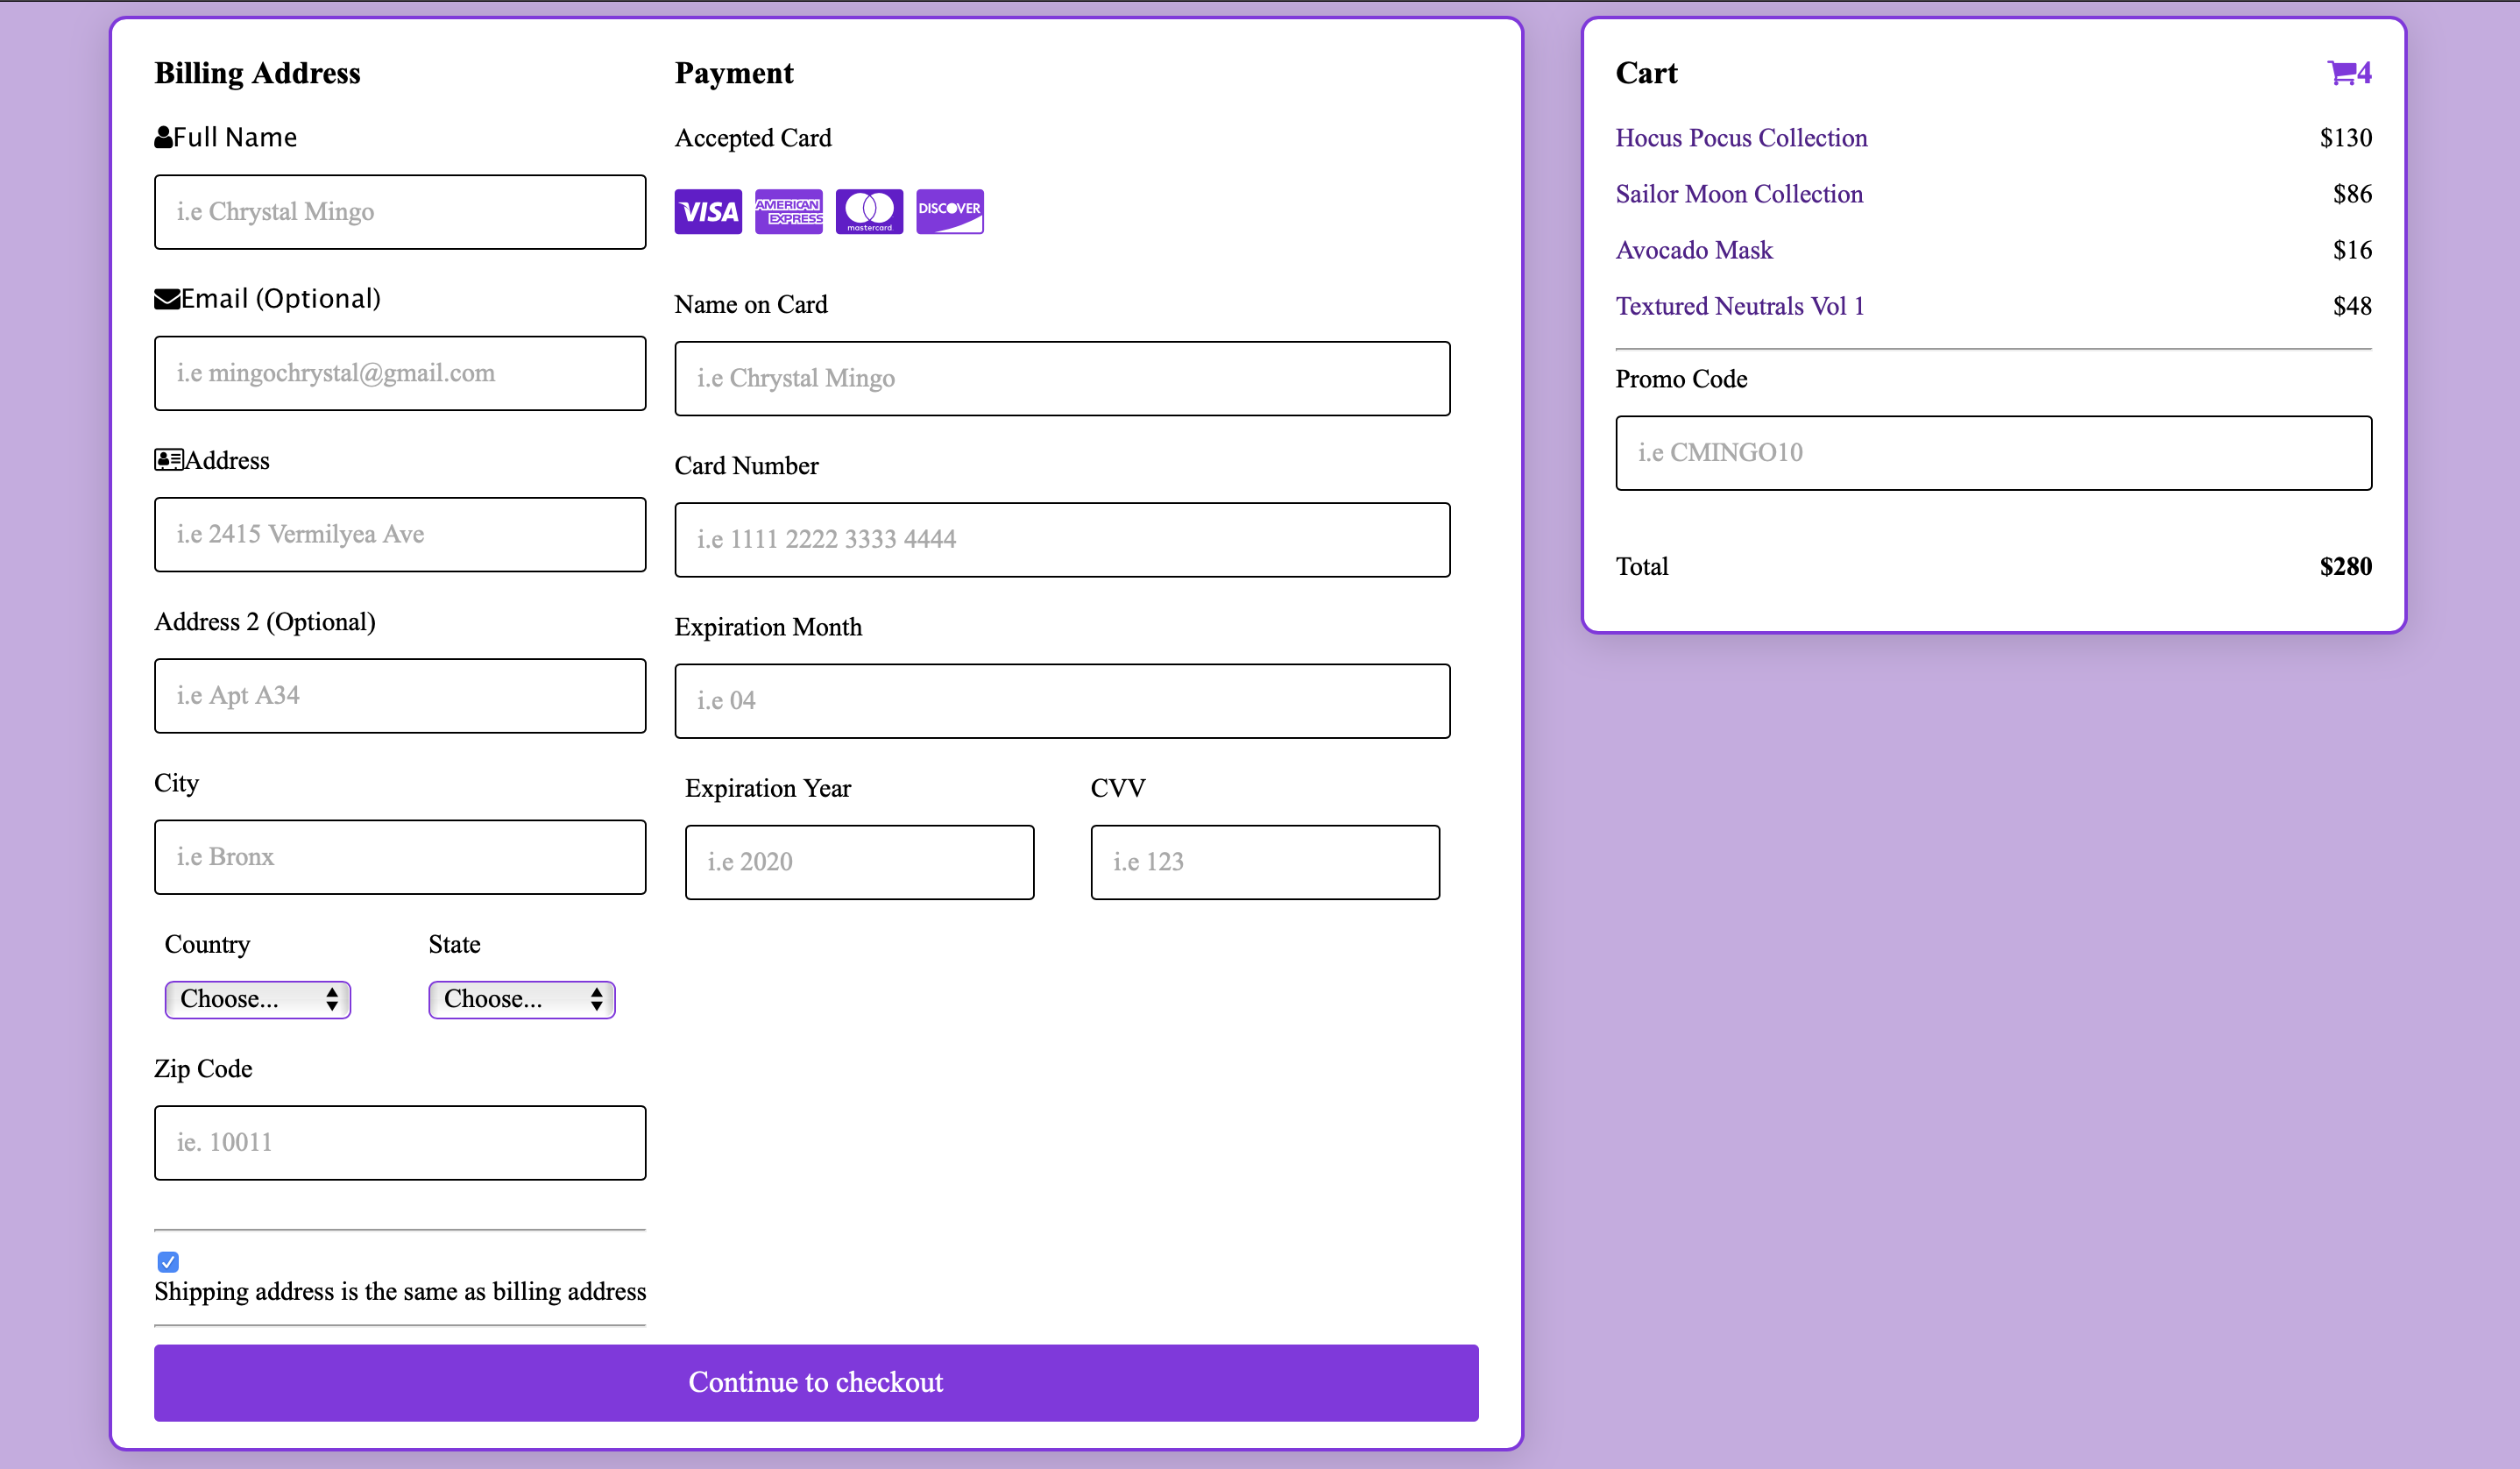 Billing Address
Full Name
i.e Chrystal Mingo
Email (Optional)
i.e mingochrystal@gmail.com
Address
i.e 2415 Vermilyea Ave
Address 2 (Optional)
i.e Apt A34
City
i.e Bronx
Country State
Choose... Choose...
Zip Code
ie. 10011
Shipping address is the same as billing address
Payment
Accepted Card
VISA AMERICAN EXPRESS mastercard DISCOVER
Name on Card
i.e Chrystal Mingo
Card Number
i.e 1111 2222 3333 4444
Expiration Month
i.e 04
Expiration Year CVV
i.e 2020 i.e 123
Continue to checkout
Cart 4
Hocus Pocus Collection $130
Sailor Moon Collection $86
Avocado Mask $16
Textured Neutrals Vol 1 $48
Promo Code
i.e CMINGO10
Total $280